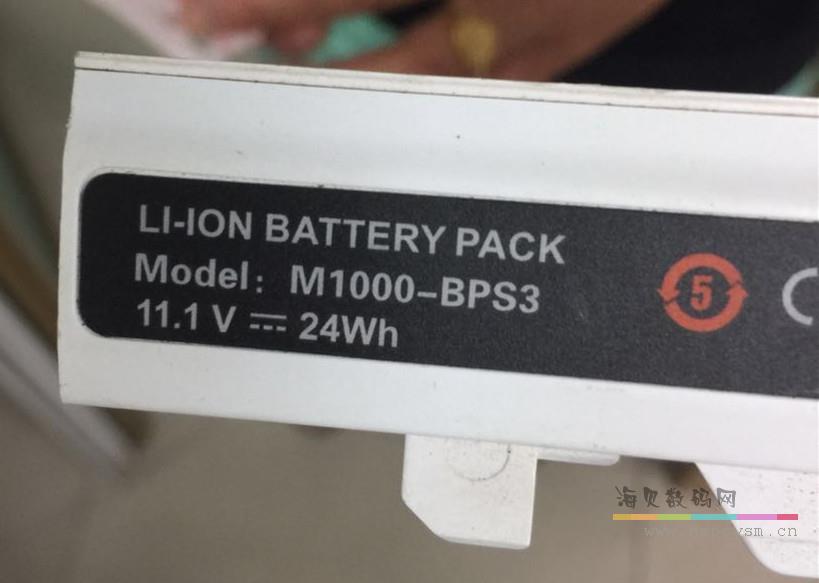 LI-ION BATTERY PACK
Model: M1000-BPS3
11.1 V 24Wh
5
海贝数码网